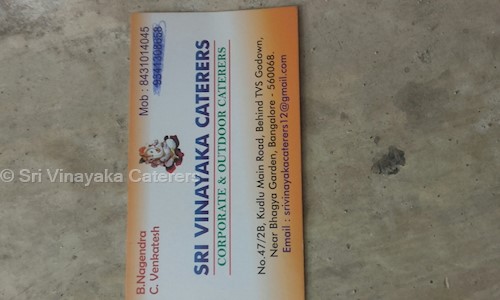 B.Nagendra
C. Venkatesh
Mob : 8431014045
SRI VINAYAKA CATERERS
CORPORATE & OUTDOOR CATERERS
No.47/2B, Kudlu Main Road, Behind TVS Godown,
Near Bhagya Garden, Bangalore - 560068.
Email : srivinayakacaterers12@gmail.com
© Sri Vinayaka Caterers